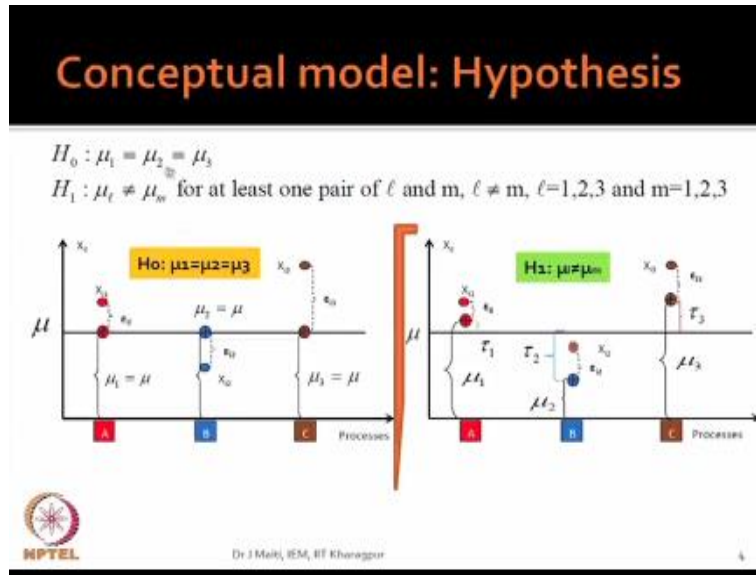 Conceptual model: Hypothesis
H₀ : μ₁ = μ₂ = μ₃
H₁ : μℓ ≠ μₘ for at least one pair of ℓ and m, ℓ ≠ m, ℓ=1,2,3 and m=1,2,3
H0: μ1=μ2=μ3
μ
μ₂ = μ
μ₁ = μ
μ₃ = μ
A B C
Processes
H1: μl≠μm
μ
τ₁
τ₂
τ₃
μ₁
μ₂
μ₃
A B C
Processes
NPTEL
Dr J Maiti, IEM, IIT Kharagpur
4